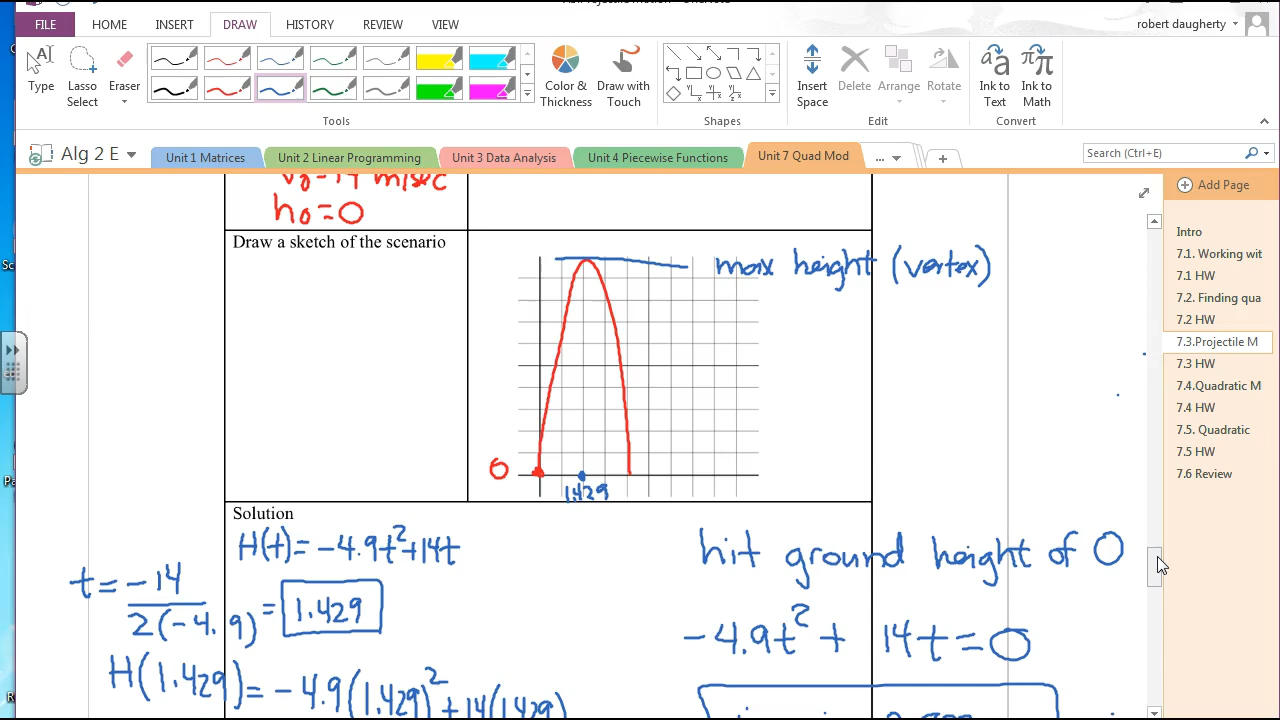 FILE HOME INSERT DRAW HISTORY REVIEW VIEW robert daugherty
Type Lasso Select Eraser Color & Thickness Draw with Touch Insert Space Delete Arrange Rotate Ink to Text Ink to Math
Tools Shapes Edit Convert
Alg 2 E Unit 1 Matrices Unit 2 Linear Programming Unit 3 Data Analysis Unit 4 Piecewise Functions Unit 7 Quad Mod ... Search (Ctrl+E)
Add Page
Intro
7.1. Working wit
7.1 HW
7.2. Finding qua
7.2 HW
7.3.Projectile M
7.3 HW
7.4.Quadratic M
7.4 HW
7.5. Quadratic
7.5 HW
7.6 Review
v₀=14 m/sec
h₀=0
Draw a sketch of the scenario
max height (vertex)
0
1.429
Solution
H(t)=-4.9t²+14t
t=-14
2(-4.9)
=1.429
H(1.429)=-4.9(1.429)²+14(1.429)
hit ground height of 0
-4.9t²+14t=0